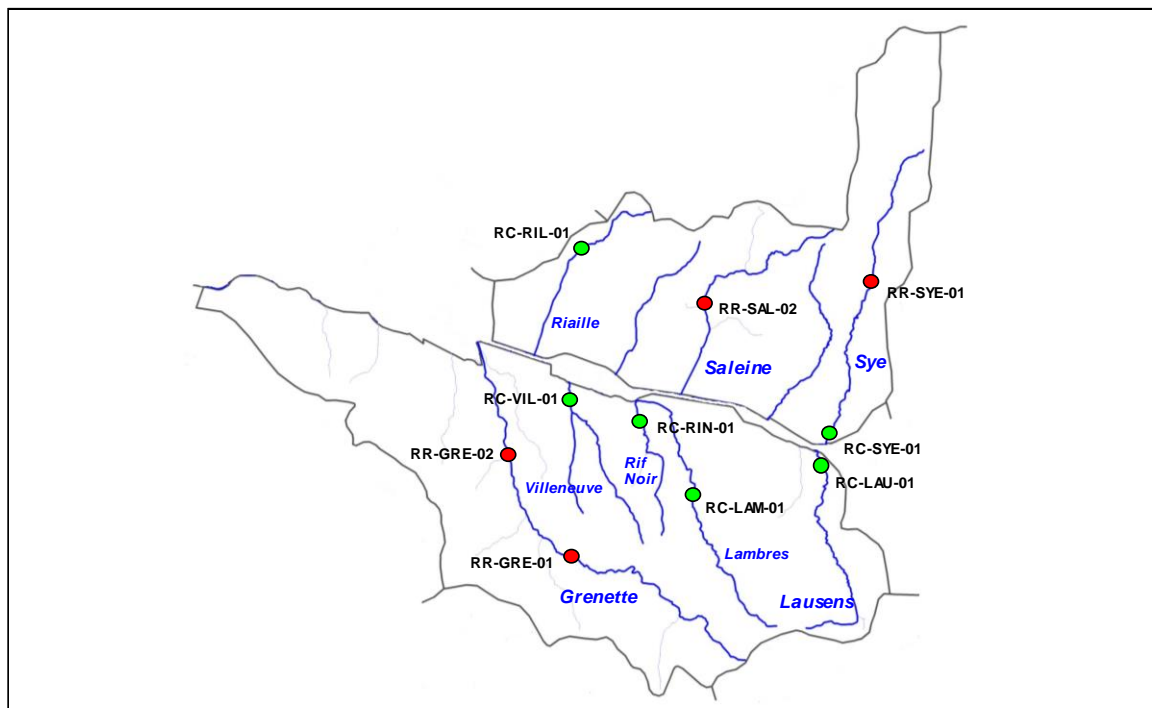 RC-RIL-01
RR-SYE-01
RR-SAL-02
Riaille
Saleine
Sye
RC-VIL-01
RC-RIN-01
RC-SYE-01
RR-GRE-02
Rif
Noir
RC-LAU-01
Villeneuve
RC-LAM-01
RR-GRE-01
Lambres
Grenette
Lausens